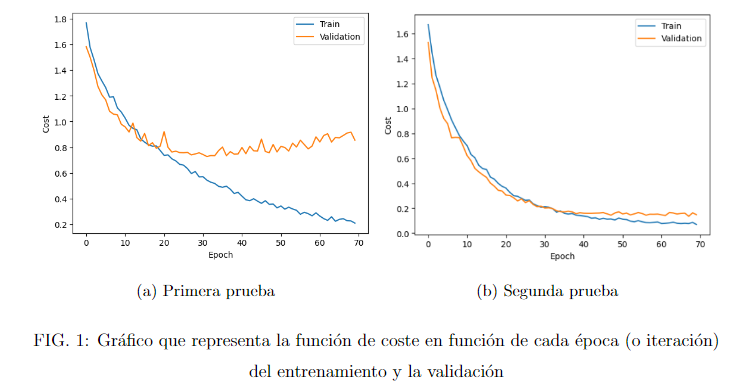 1.8
1.6
1.4
1.2
1.0
0.8
0.6
0.4
0.2
Cost
0 10 20 30 40 50 60 70
Epoch
Train
Validation
1.6
1.4
1.2
1.0
0.8
0.6
0.4
0.2
0.0
Cost
0 10 20 30 40 50 60 70
Epoch
Train
Validation
(a) Primera prueba
(b) Segunda prueba
FIG. 1: Gráfico que representa la función de coste en función de cada época (o iteración)
del entrenamiento y la validación